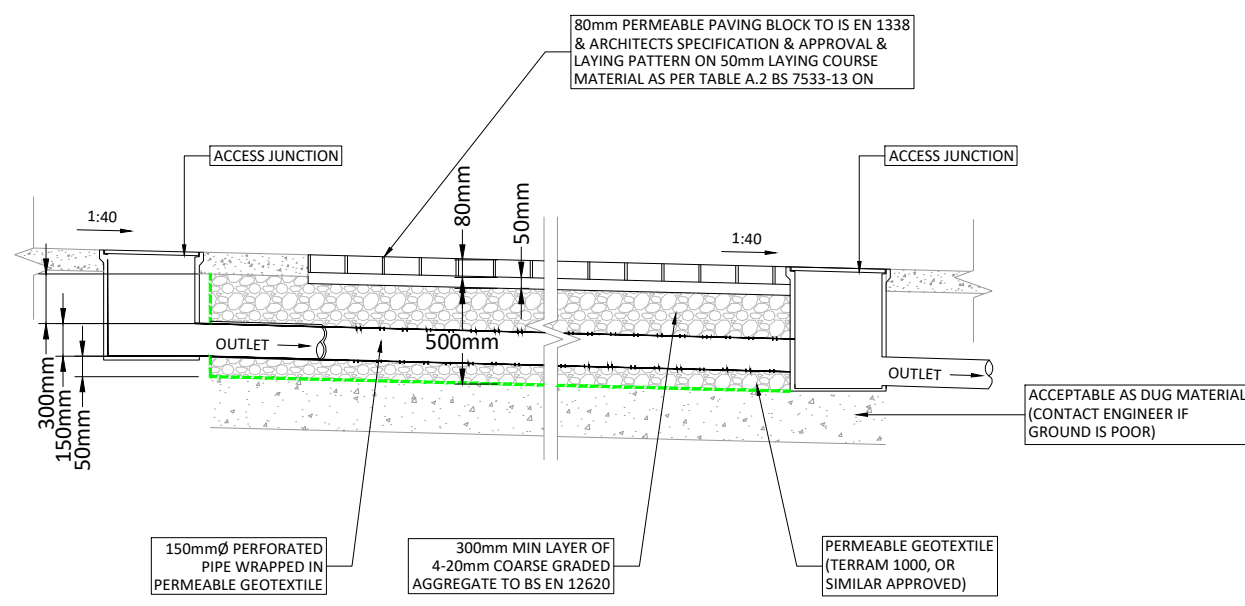 80mm PERMEABLE PAVING BLOCK TO IS EN 1338
& ARCHITECTS SPECIFICATION & APPROVAL &
LAYING PATTERN ON 50mm LAYING COURSE
MATERIAL AS PER TABLE A.2 BS 7533-13 ON
ACCESS JUNCTION
ACCESS JUNCTION
1:40
80mm
50mm
1:40
500mm
OUTLET
OUTLET
300mm
150mm
50mm
ACCEPTABLE AS DUG MATERIAL
(CONTACT ENGINEER IF
GROUND IS POOR)
150mmØ PERFORATED
PIPE WRAPPED IN
PERMEABLE GEOTEXTILE
300mm MIN LAYER OF
4-20mm COARSE GRADED
AGGREGATE TO BS EN 12620
PERMEABLE GEOTEXTILE
(TERRAM 1000, OR
SIMILAR APPROVED)